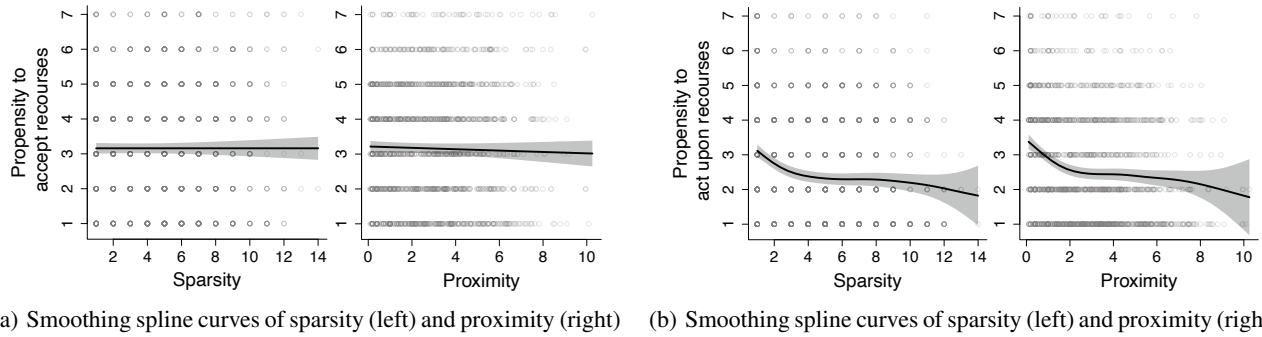 Propensity to
accept recourses
1 2 3 4 5 6 7
2 4 6 8 10 12 14
Sparsity
1 2 3 4 5 6 7
0 2 4 6 8 10
Proximity
a) Smoothing spline curves of sparsity (left) and proximity (right)
Propensity to
act upon recourses
1 2 3 4 5 6 7
2 4 6 8 10 12 14
Sparsity
1 2 3 4 5 6 7
0 2 4 6 8 10
Proximity
(b) Smoothing spline curves of sparsity (left) and proximity (righ